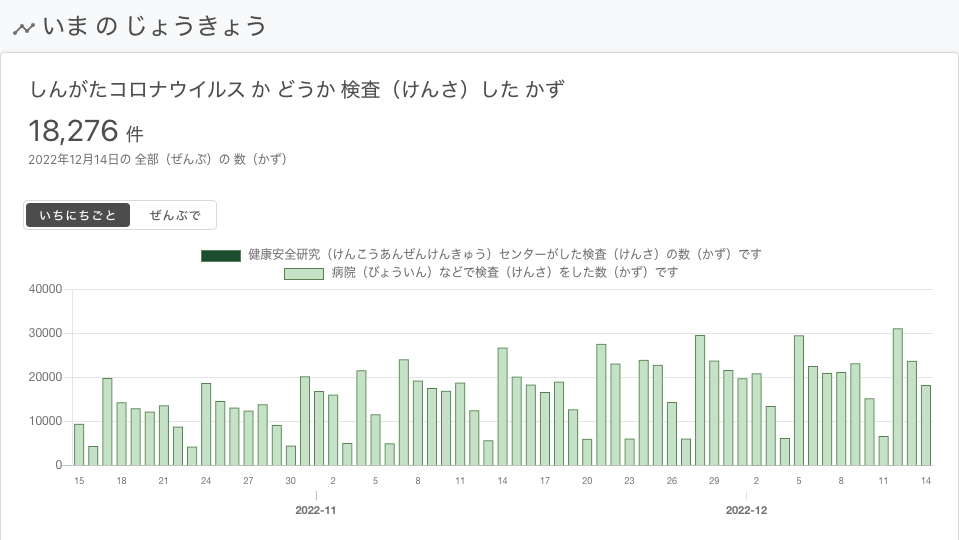 いま の じょうきょう
しんがたコロナウイルス か どうか 検査（けんさ）した かず
18,276 件
2022年12月14日の 全部（ぜんぶ）の 数（かず）
いちにちごと ぜんぶで
健康安全研究（けんこうあんぜんけんきゅう）センターがした検査（けんさ）の数（かず）です
病院（びょういん）などで検査（けんさ）をした数（かず）です
40000
30000
20000
10000
0
15 18 21 24 27 30 2 5 8 11 14 17 20 23 26 29 2 5 8 11 14
2022-11 2022-12